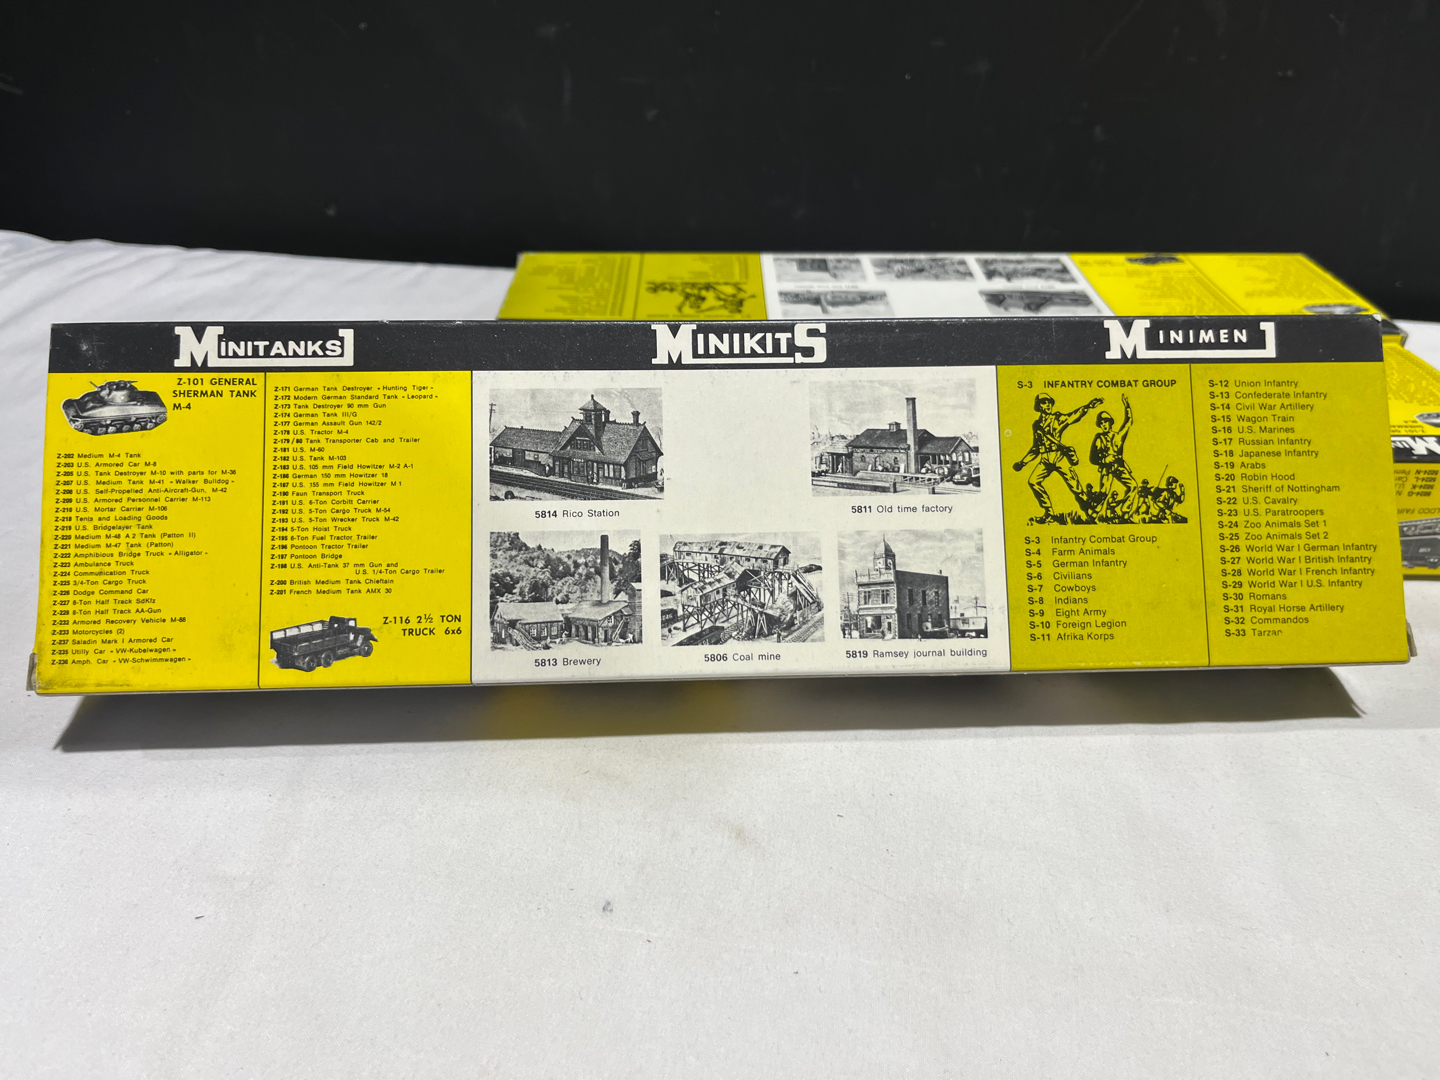 MINITANKS
Z-101 GENERAL
SHERMAN TANK
M-4
Z-202 Medium M-4 Tank
Z-203 U.S. Armored Car M-8
Z-205 U.S. Tank Destroyer M-10 with parts for M-36
Z-207 U.S. Medium Tank M-41 «Walker Bulldog»
Z-208 U.S. Self-Propelled Anti-Aircraft-Gun, M-42
Z-209 U.S. Armored Personnel Carrier M-113
Z-210 U.S. Mortar Carrier M-106
Z-218 Tents and Loading Goods
Z-219 U.S. Bridgelayer Tank
Z-220 Medium M-48 A 2 Tank (Patton II)
Z-221 Medium M-47 Tank (Patton)
Z-222 Amphibious Bridge Truck «Alligator»
Z-223 Ambulance Truck
Z-224 Communication Truck
Z-225 3/4-Ton Cargo Truck
Z-226 Dodge Command Car
Z-227 8-Ton Half Track SdKfz
Z-228 8-Ton Half Track AA-Gun
Z-232 Armored Recovery Vehicle M-88
Z-233 Motorcycles (2)
Z-237 Saladin Mark I Armored Car
Z-235 Utility Car «VW-Kubelwagen»
Z-236 Amph. Car «VW-Schwimmwagen»
Z-171 German Tank Destroyer «Hunting Tiger»
Z-172 Modern German Standard Tank «Leopard»
Z-173 Tank Destroyer 90 mm Gun
Z-174 German Tank III/G
Z-177 German Assault Gun 142/2
Z-178 U.S. Tractor M-4
Z-179/80 Tank Transporter Cab and Trailer
Z-181 U.S. M-60
Z-182 U.S. Tank M-103
Z-183 U.S. 105 mm Field Howitzer M-2 A-1
Z-186 German 150 mm Howitzer 18
Z-187 U.S. 155 mm Field Howitzer M 1
Z-190 Faun Transport Truck
Z-191 U.S. 6-Ton Corbitt Carrier
Z-192 U.S. 5-Ton Cargo Truck M-54
Z-193 U.S. 5-Ton Wrecker Truck M-42
Z-194 5-Ton Hoist Truck
Z-195 6-Ton Fuel Tractor Trailer
Z-196 Pontoon Tractor Trailer
Z-197 Pontoon Bridge
Z-198 U.S. Anti-Tank 37 mm Gun and
U.S. 1/4-Ton Cargo Trailer
Z-200 British Medium Tank Chieftain
Z-201 French Medium Tank AMX 30
Z-116 2½ TON
TRUCK 6x6
MINIKITS
5814 Rico Station
5811 Old time factory
5813 Brewery
5806 Coal mine
5819 Ramsey journal building
MINIMEN
S-3 INFANTRY COMBAT GROUP
S-3 Infantry Combat Group
S-4 Farm Animals
S-5 German Infantry
S-6 Civilians
S-7 Cowboys
S-8 Indians
S-9 Eight Army
S-10 Foreign Legion
S-11 Afrika Korps
S-12 Union Infantry
S-13 Confederate Infantry
S-14 Civil War Artillery
S-15 Wagon Train
S-16 U.S. Marines
S-17 Russian Infantry
S-18 Japanese Infantry
S-19 Arabs
S-20 Robin Hood
S-21 Sheriff of Nottingham
S-22 U.S. Cavalry
S-23 U.S. Paratroopers
S-24 Zoo Animals Set 1
S-25 Zoo Animals Set 2
S-26 World War I German Infantry
S-27 World War I British Infantry
S-28 World War I French Infantry
S-29 World War I U.S. Infantry
S-30 Romans
S-31 Royal Horse Artillery
S-32 Commandos
S-33 Tarzan